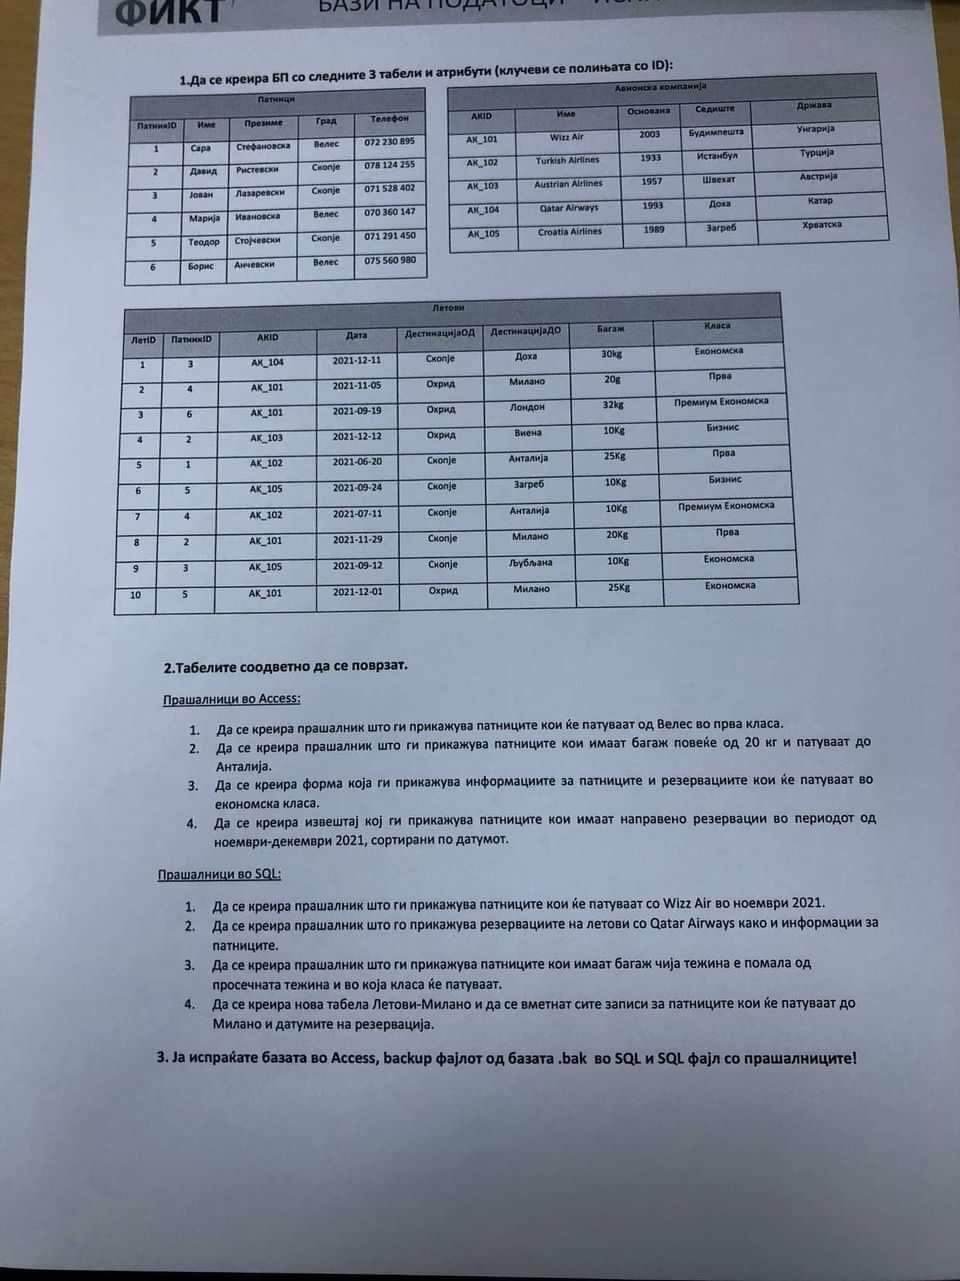 ФИКТ
БАЗИ НА ПОДАТОЦИ
1.Да се креира БП со следните 3 табели и атрибути (клучеви се полињата со ID):
Патници
ПатникID Име Презиме Град Телефон
1 Сара Стефановска Велес 072 230 895
2 Давид Ристевски Скопје 078 124 255
3 Јован Лазаревски Скопје 071 528 402
4 Марија Ивановска Велес 070 360 147
5 Теодор Стојчевски Скопје 071 291 450
6 Борис Анчевски Велес 075 560 980
Авионска компанија
AKID Име Основана Седиште Држава
AK_101 Wizz Air 2003 Будимпешта Унгарија
AK_102 Turkish Airlines 1933 Истанбул Турција
AK_103 Austrian Airlines 1957 Швехат Австрија
AK_104 Qatar Airways 1993 Доха Катар
AK_105 Croatia Airlines 1989 Загреб Хрватска
Летови
ЛетID ПатникID AKID Дата ДестинацијаОД ДестинацијаДО Багаж Класа
1 3 AK_104 2021-12-11 Скопје Доха 30kg Економска
2 4 AK_101 2021-11-05 Охрид Милано 20g Прва
3 6 AK_101 2021-09-19 Охрид Лондон 32kg Премиум Економска
4 2 AK_103 2021-12-12 Охрид Виена 10Kg Бизнис
5 1 AK_102 2021-06-20 Скопје Анталија 25Kg Прва
6 5 AK_105 2021-09-24 Скопје Загреб 10Kg Бизнис
7 4 AK_102 2021-07-11 Скопје Анталија 10Kg Премиум Економска
8 2 AK_101 2021-11-29 Скопје Милано 20Kg Прва
9 3 AK_105 2021-09-12 Скопје Љубљана 10Kg Економска
10 5 AK_101 2021-12-01 Охрид Милано 25Kg Економска
2.Табелите соодветно да се поврзат.
Прашалници во Access:
1. Да се креира прашалник што ги прикажува патниците кои ќе патуваат од Велес во прва класа.
2. Да се креира прашалник што ги прикажува патниците кои имаат багаж повеќе од 20 кг и патуваат до
Анталија.
3. Да се креира форма која ги прикажува информациите за патниците и резервациите кои ќе патуваат во
економска класа.
4. Да се креира извештај кој ги прикажува патниците кои имаат направено резервации во периодот од
ноември-декември 2021, сортирани по датумот.
Прашалници во SQL:
1. Да се креира прашалник што ги прикажува патниците кои ќе патуваат со Wizz Air во ноември 2021.
2. Да се креира прашалник што го прикажува резервациите на летови со Qatar Airways како и информации за
патниците.
3. Да се креира прашалник што ги прикажува патниците кои имаат багаж чија тежина е помала од
просечната тежина и во која класа ќе патуваат.
4. Да се креира нова табела Летови-Милано и да се вметнат сите записи за патниците кои ќе патуваат до
Милано и датумите на резервација.
3. Ја испраќате базата во Access, backup фајлот од базата .bak во SQL и SQL фајл со прашалниците!